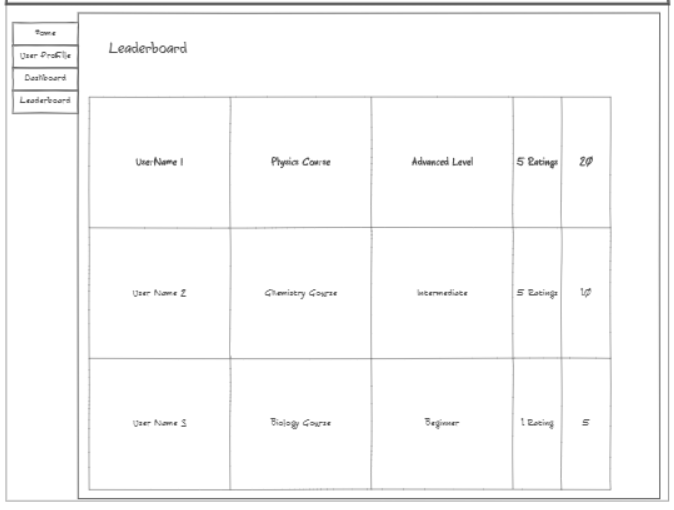 Home
User Profile
Dashboard
Leaderboard
Leaderboard
UserName 1 Physics Course Advanced Level 5 Ratings 20
User Name 2 Chemistry Course Intermediate 5 Ratings 10
User Name 3 Biology Course Beginner 1 Rating 5